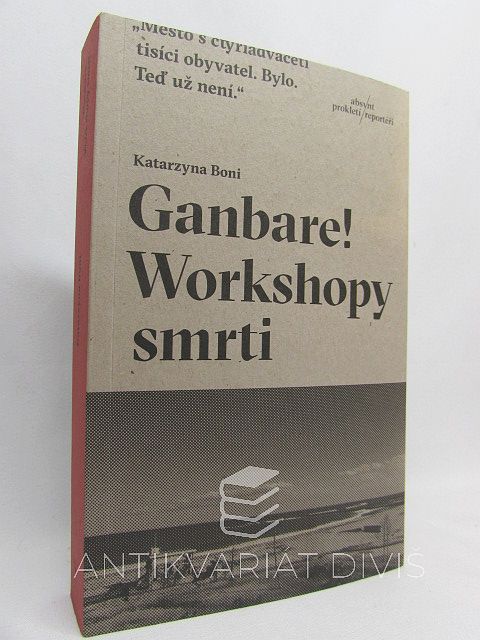 „Město s čtyřiadvaceti
tisíci obyvatel. Bylo.
Teď už není.“
absynt
prokletí / reportéři
Katarzyna Boni
Ganbare!
Workshopy
smrti
ANTIKVARIÁT DIVIŠ